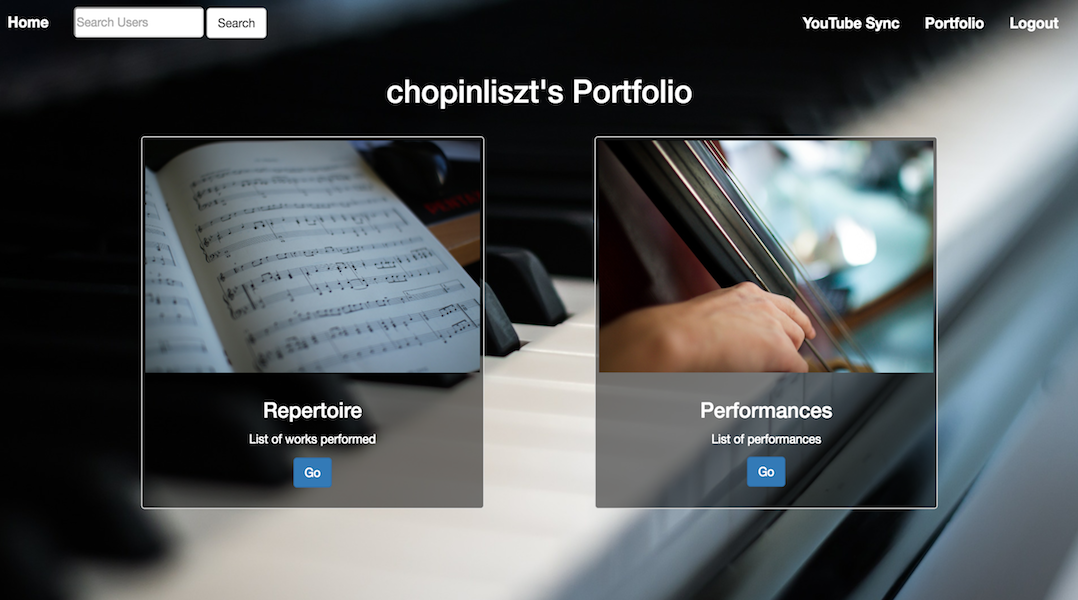 Home Search Users Search YouTube Sync Portfolio Logout
chopinliszt's Portfolio
Repertoire
List of works performed
Go
Performances
List of performances
Go